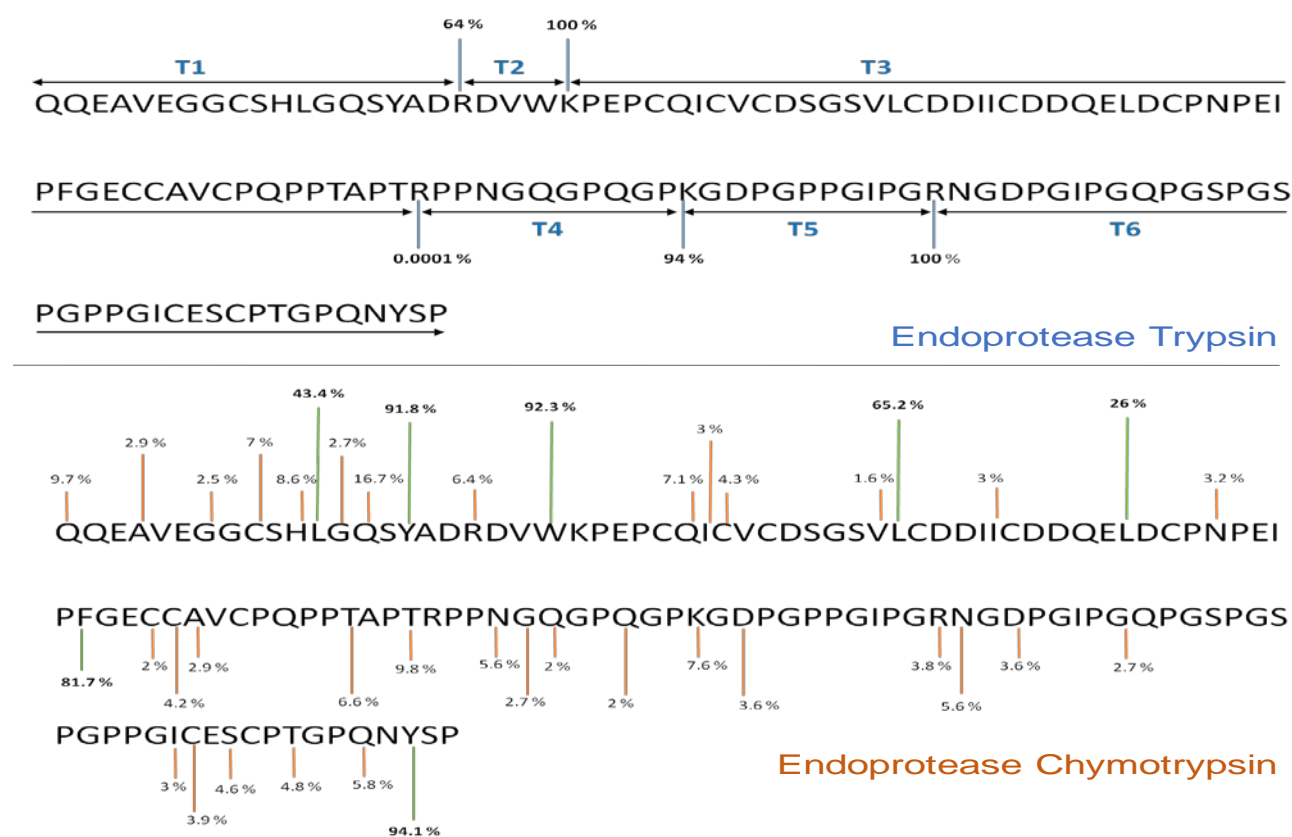 64 % 100 %
T1 T2 T3
QQEAVEGGCSHLGQSYADRDVWKPEPCQICVCDSGSVLCDDIICDDQELDCPNPEI
PFGECCAVCPQPPTAPTRPPNGQGPQGPKGDPGPPGIPGRNGDPGIPGQPGSPGS
T4 T5 T6
0.0001 % 94 % 100 %
PGPPGICESCPTGPQNYSP
Endoprotease Trypsin
43.4 % 91.8 % 92.3 % 65.2 % 26 %
2.9 % 7 % 2.7% 3 %
9.7 % 2.5 % 8.6 % 16.7 % 6.4 % 7.1 % 4.3 % 1.6 % 3 % 3.2 %
QQEAVEGGCSHLGQSYADRDVWKPEPCQICVCDSGSVLCDDIICDDQELDCPNPEI
PFGECCAVCPQPPTAPTRPPNGQGPQGPKGDPGPPGIPGRNGDPGIPGQPGSPGS
2 % 2.9 % 9.8 % 5.6 % 2 % 7.6 % 3.8 % 3.6 % 2.7 %
81.7 % 4.2 % 6.6 % 2.7 % 2 % 3.6 % 5.6 %
PGPPGICESCPTGPQNYSP
3 % 4.6 % 4.8 % 5.8 %
3.9 % 94.1 %
Endoprotease Chymotrypsin